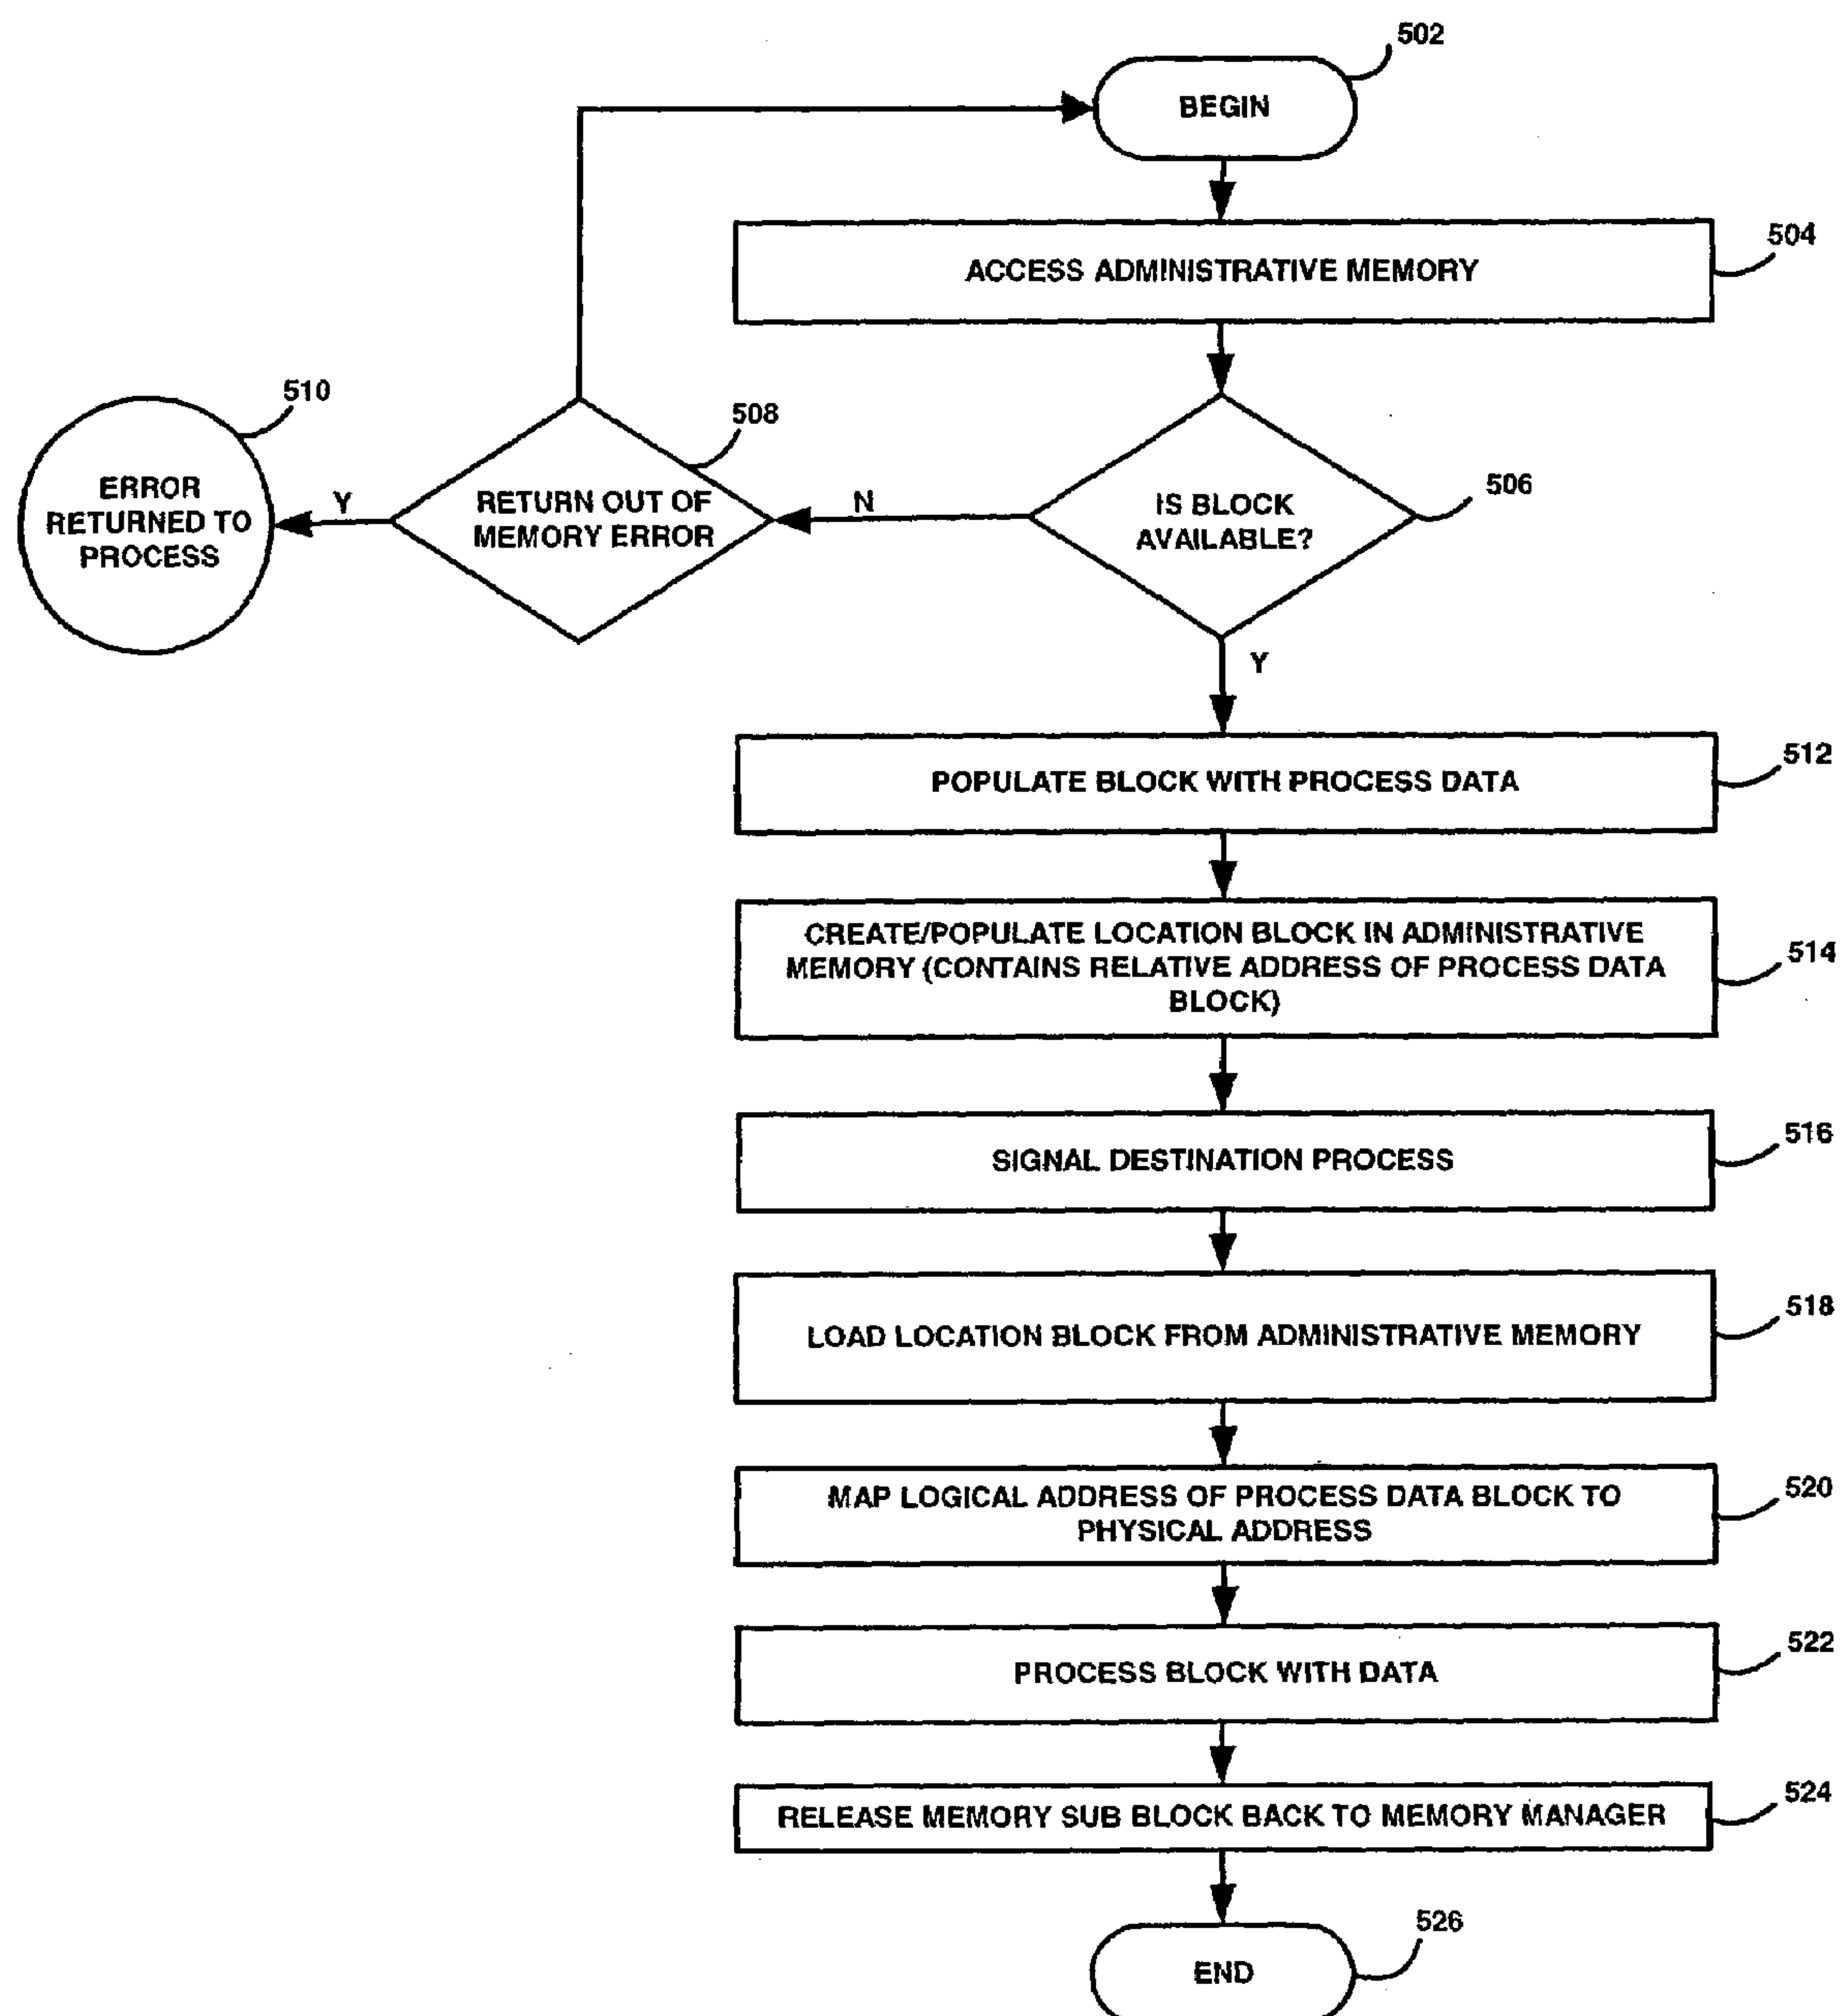 502
BEGIN
504
ACCESS ADMINISTRATIVE MEMORY
510
508
506
ERROR
RETURNED TO
PROCESS
Y
RETURN OUT OF
MEMORY ERROR
N
IS BLOCK
AVAILABLE?
Y
512
POPULATE BLOCK WITH PROCESS DATA
514
CREATE/POPULATE LOCATION BLOCK IN ADMINISTRATIVE
MEMORY (CONTAINS RELATIVE ADDRESS OF PROCESS DATA
BLOCK)
516
SIGNAL DESTINATION PROCESS
518
LOAD LOCATION BLOCK FROM ADMINISTRATIVE MEMORY
520
MAP LOGICAL ADDRESS OF PROCESS DATA BLOCK TO
PHYSICAL ADDRESS
522
PROCESS BLOCK WITH DATA
524
RELEASE MEMORY SUB BLOCK BACK TO MEMORY MANAGER
526
END